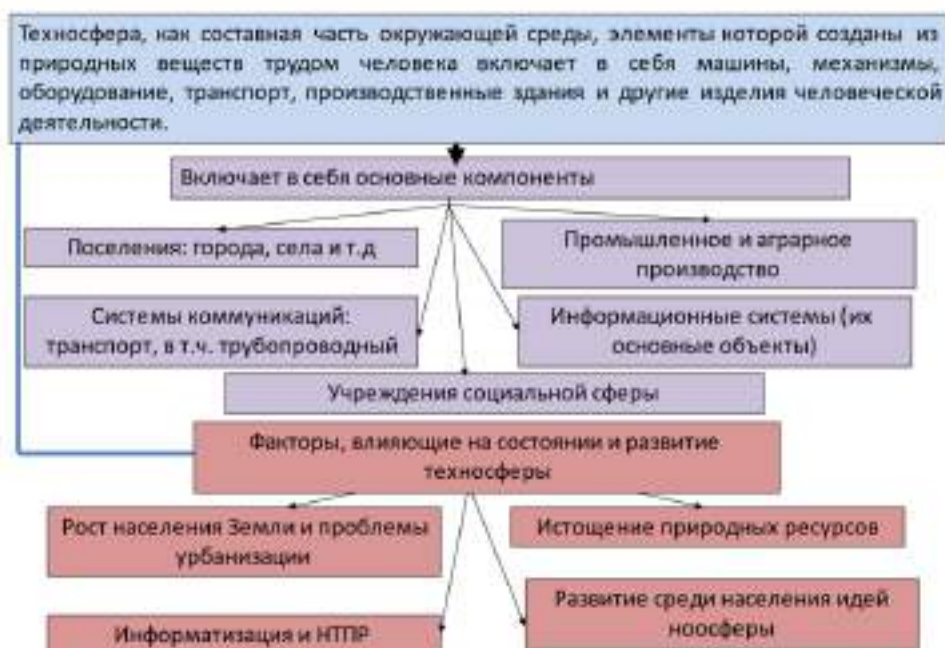 Техносфера, как составная часть окружающей среды, элементы которой созданы из
природных веществ трудом человека включает в себя машины, механизмы,
оборудование, транспорт, производственные здания и другие изделия человеческой
деятельности.
Включает в себя основные компоненты
Поселения: города, села и т.д
Промышленное и аграрное
производство
Системы коммуникаций:
транспорт, в т.ч. трубопроводный
Информационные системы (их
основные объекты)
Учреждения социальной сферы
Факторы, влияющие на состоянии и развитие
техносферы
Рост населения Земли и проблемы
урбанизации
Истощение природных ресурсов
Информатизация и НТПР
Развитие среди населения идей
ноосферы